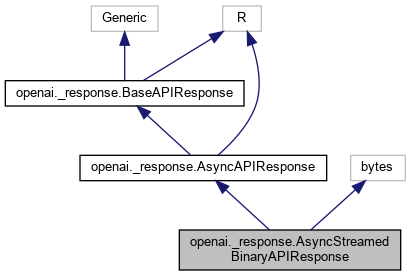 Generic
R
openai._response.BaseAPIResponse
openai._response.AsyncAPIResponse
bytes
openai._response.AsyncStreamed
BinaryAPIResponse